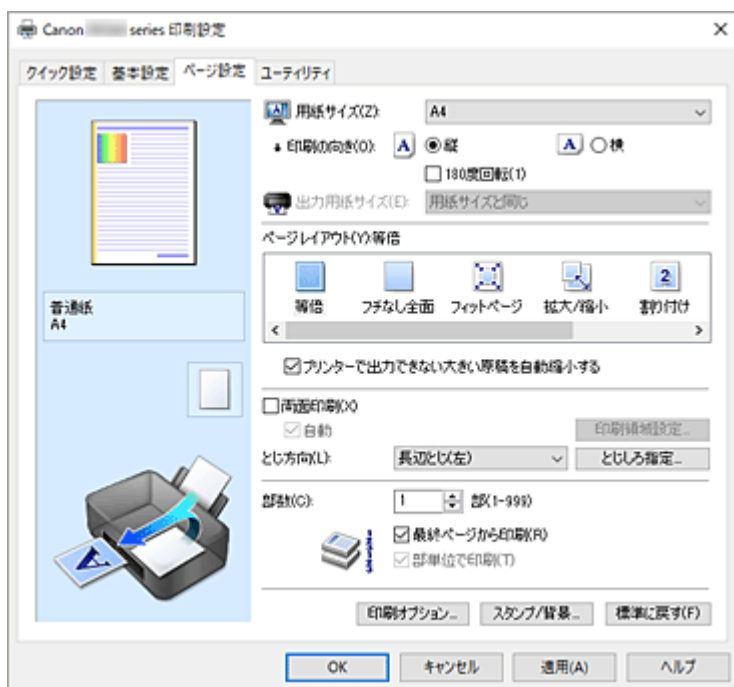 Canon series 印刷設定
クイック設定 基本設定 ページ設定 ユーティリティ
用紙サイズ(Z): A4
印刷の向き(O): A 縦 A 横
180度回転(1)
出力用紙サイズ(E): 用紙サイズと同じ
ページレイアウト(Y):等倍
等倍 フチなし全面 フィットページ 拡大/縮小 割り付け
プリンターで出力できない大きい原稿を自動縮小する
普通紙
A4
両面印刷(X)
自動 印刷領域設定...
とじ方向(L): 長辺とじ(左) とじしろ指定...
部数(C): 1 部(1-999)
最終ページから印刷(R)
部単位で印刷(T)
印刷オプション... スタンプ/背景... 標準に戻す(F)
OK キャンセル 適用(A) ヘルプ